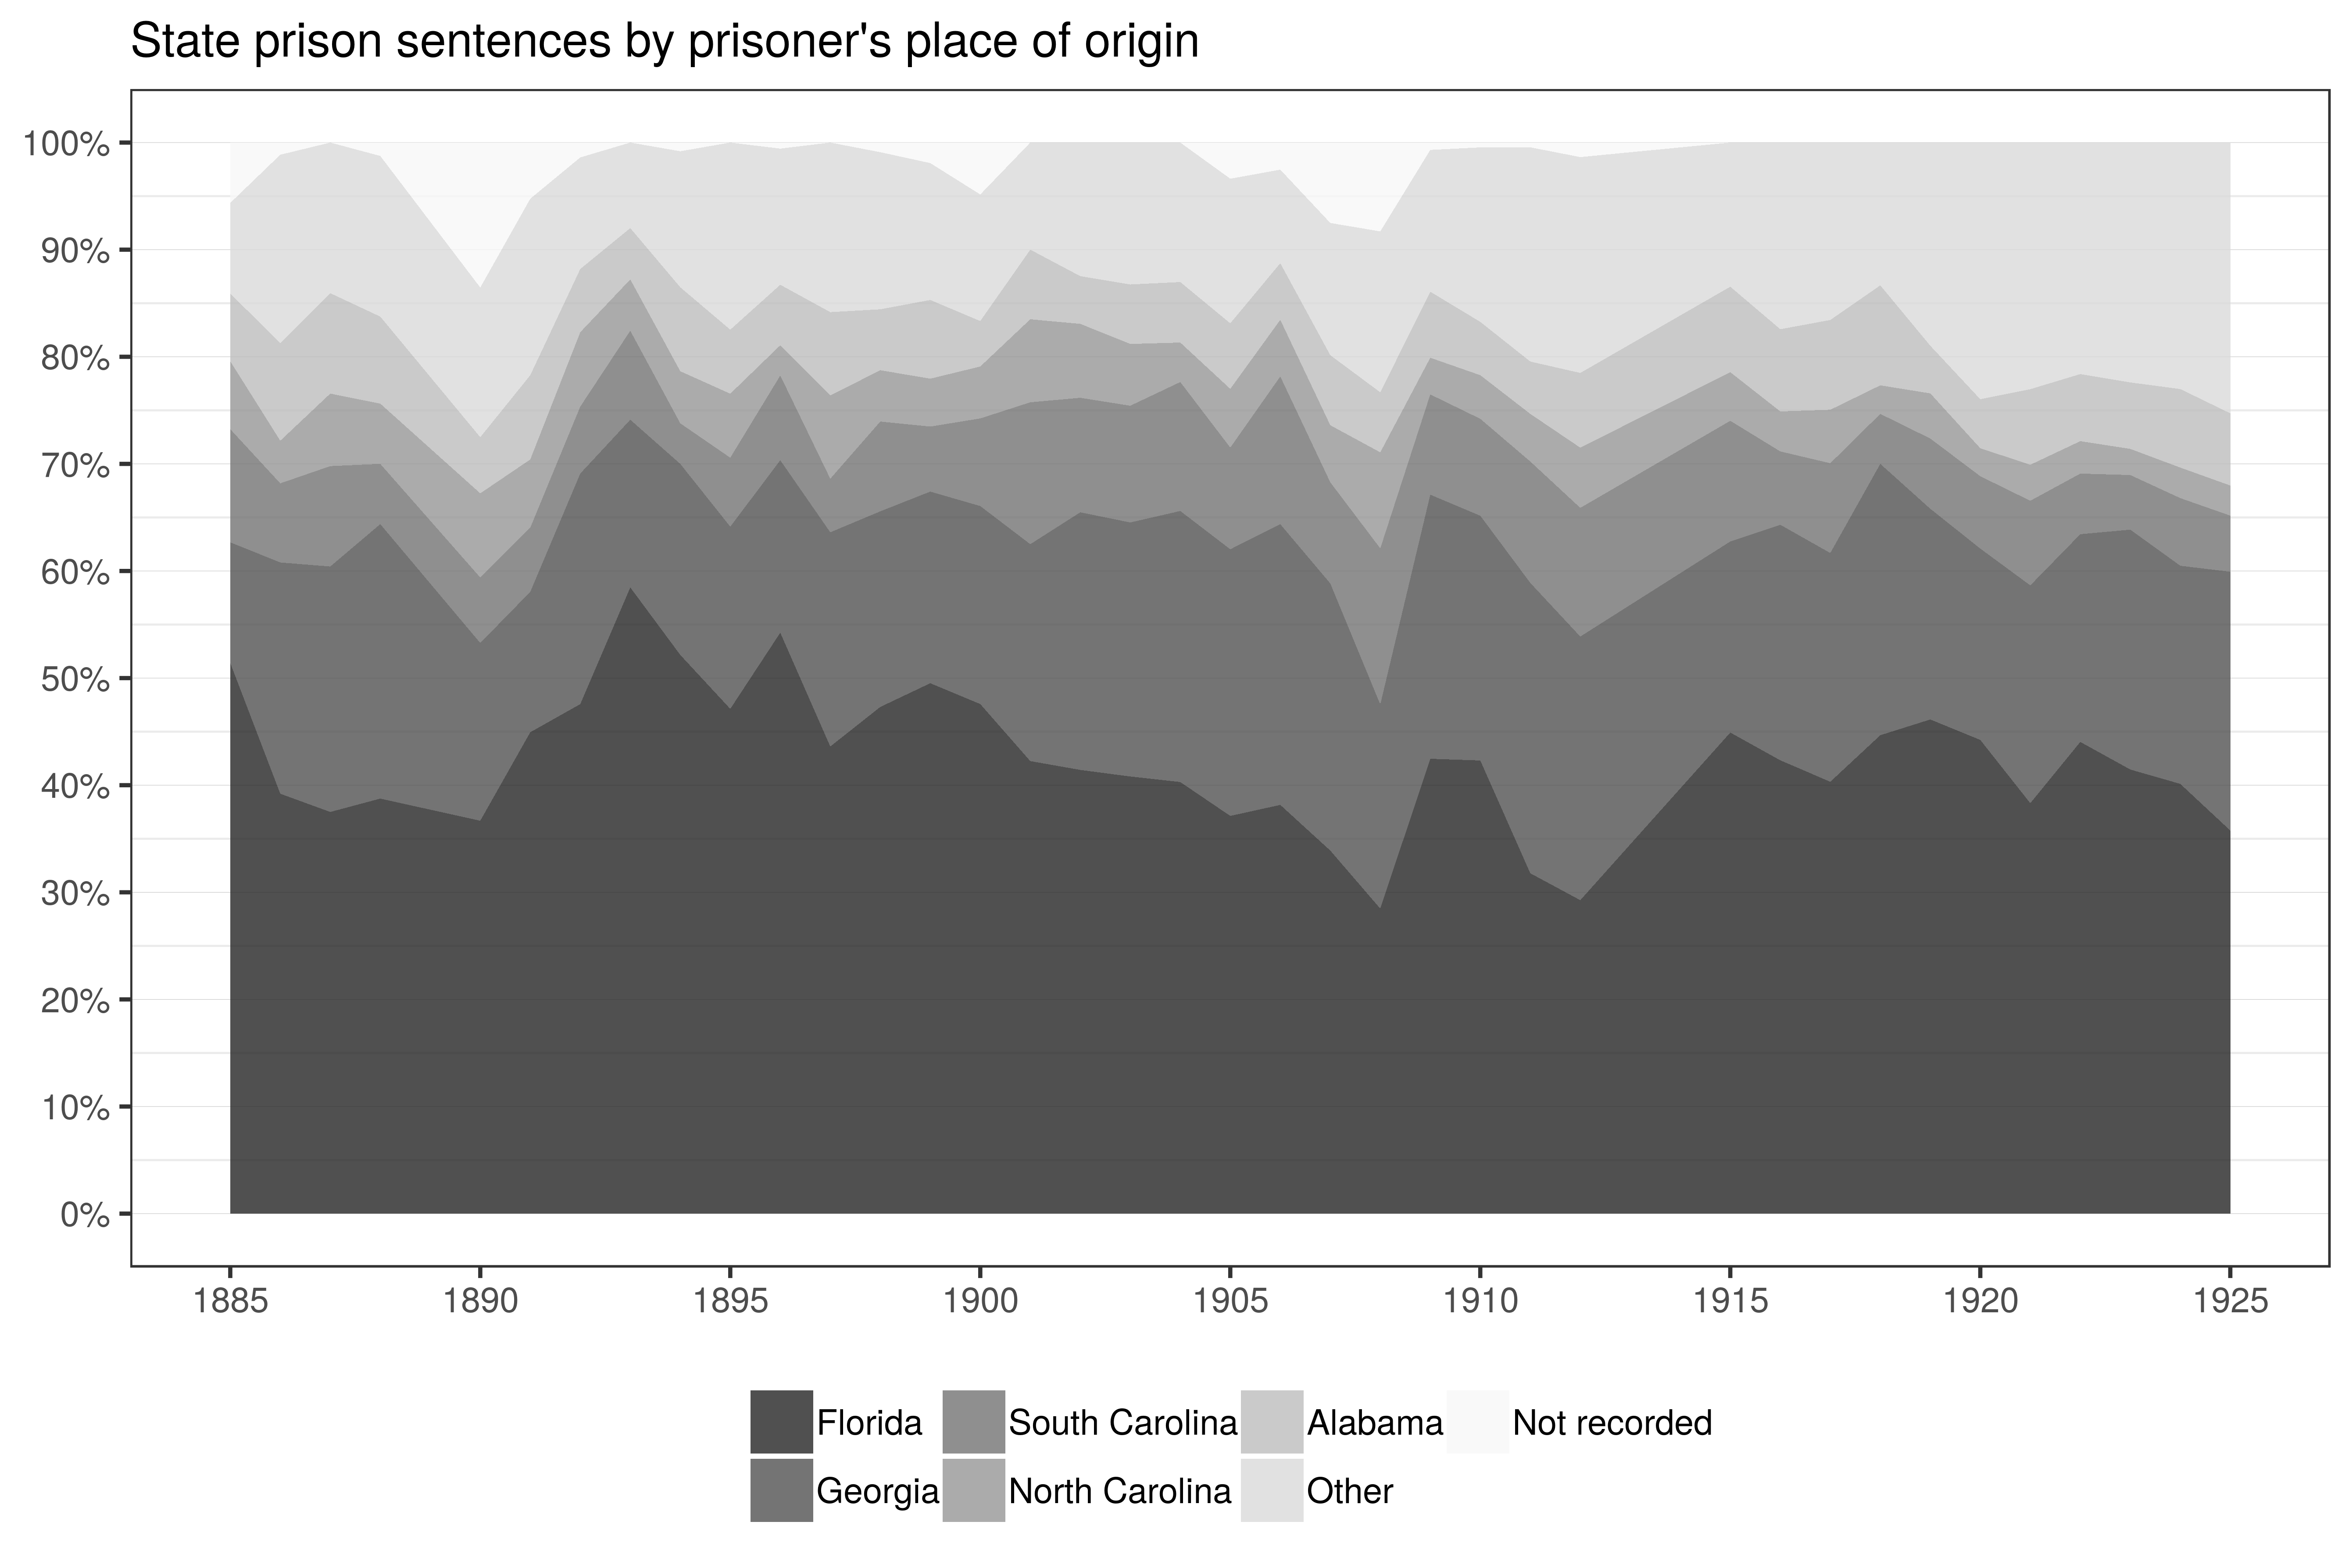 State prison sentences by prisoner's place of origin
100%
90%
80%
70%
60%
50%
40%
30%
20%
10%
0%
1885 1890 1895 1900 1905 1910 1915 1920 1925
Florida South Carolina Alabama Not recorded
Georgia North Carolina Other